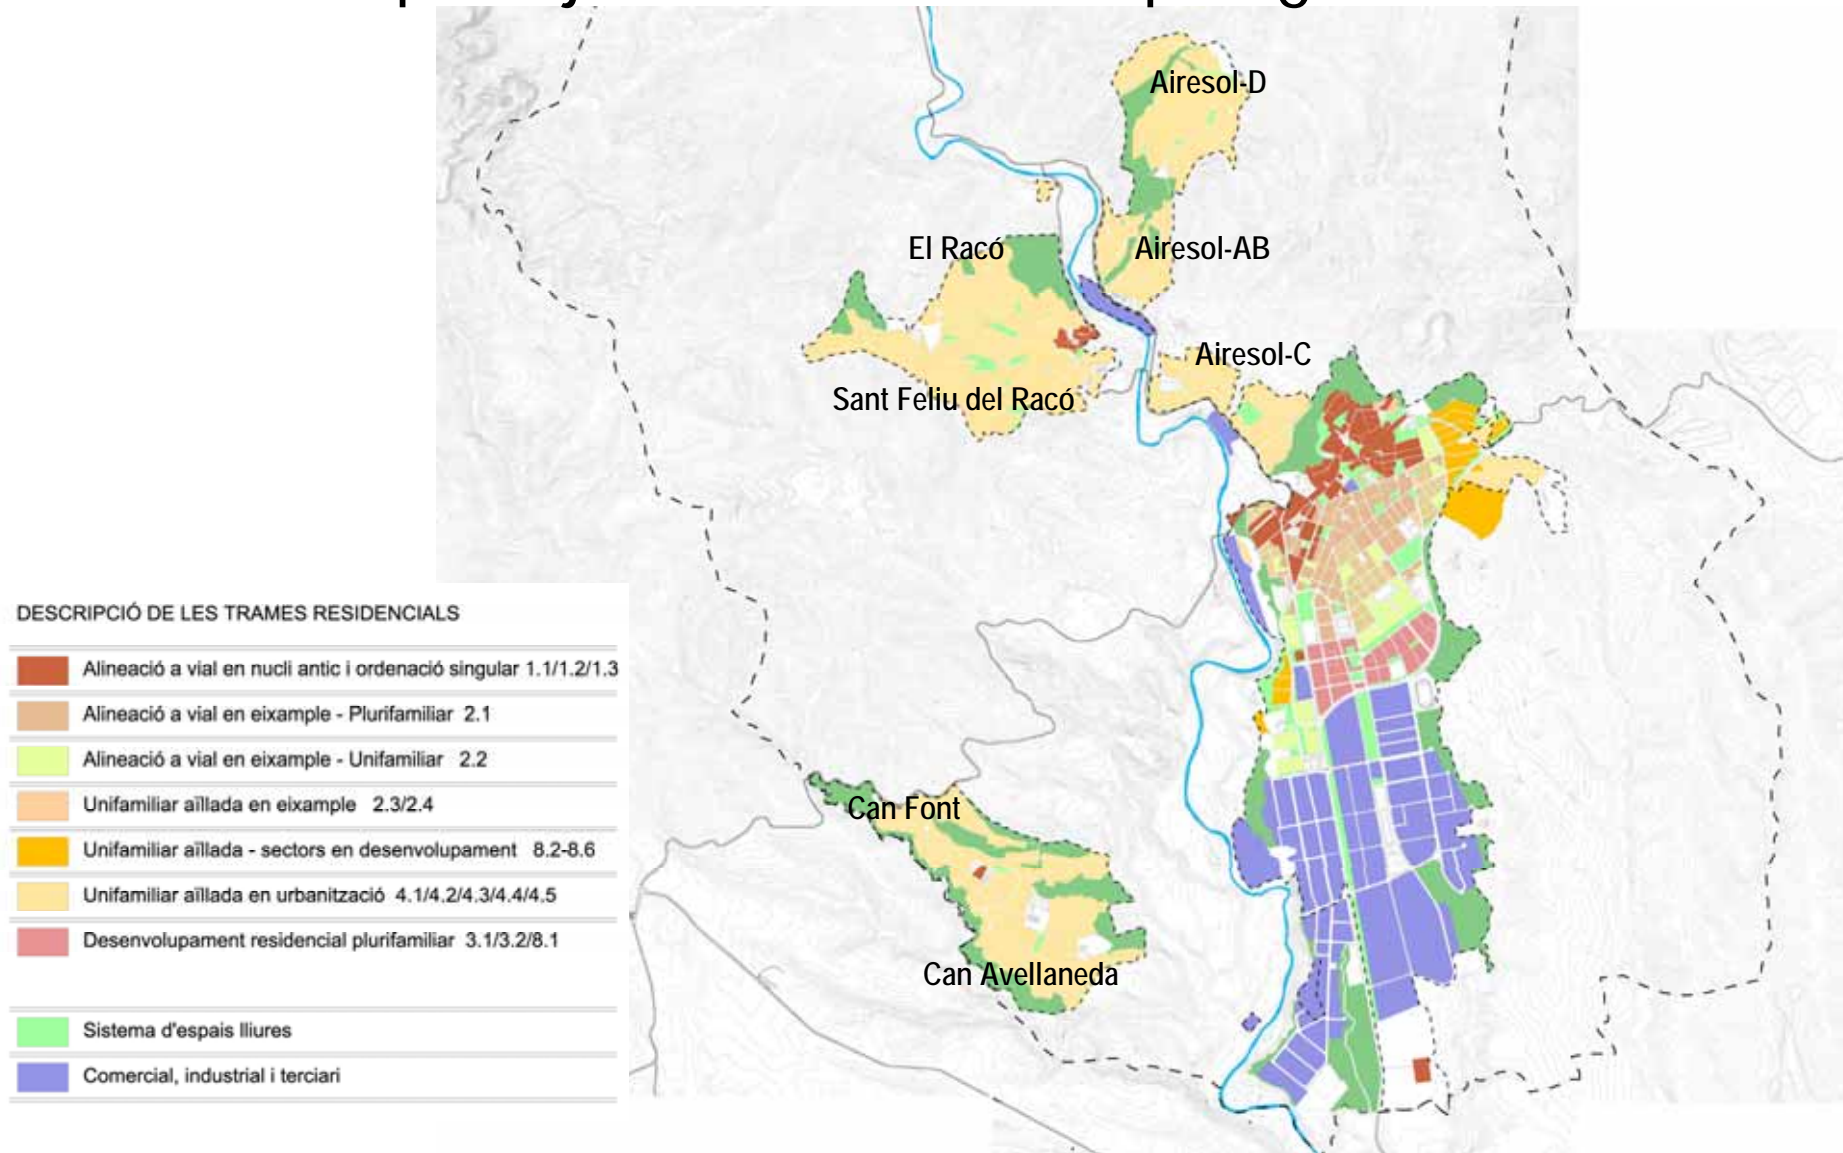 Airesol-D
El Racó
Airesol-AB
Airesol-C
Sant Feliu del Racó
DESCRIPCIÓ DE LES TRAMES RESIDENCIALS
Alineació a vial en nucli antic i ordenació singular 1.1/1.2/1.3
Alineació a vial en eixample - Plurifamiliar 2.1
Alineació a vial en eixample - Unifamiliar 2.2
Unifamiliar aïllada en eixample 2.3/2.4
Unifamiliar aïllada - sectors en desenvolupament 8.2-8.6
Unifamiliar aïllada en urbanització 4.1/4.2/4.3/4.4/4.5
Desenvolupament residencial plurifamiliar 3.1/3.2/8.1
Sistema d'espais lliures
Comercial, industrial i terciari
Can Font
Can Avellaneda